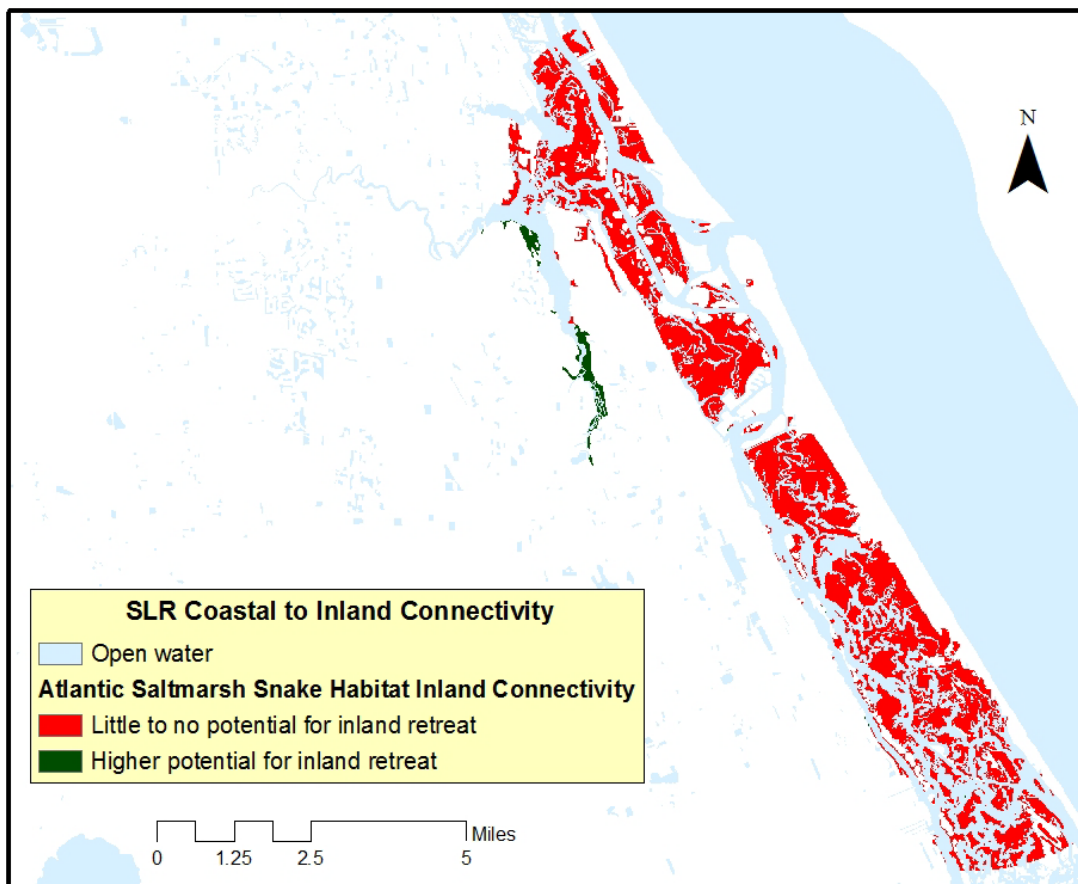 N
SLR Coastal to Inland Connectivity
Open water
Atlantic Saltmarsh Snake Habitat Inland Connectivity
Little to no potential for inland retreat
Higher potential for inland retreat
Miles
0 1.25 2.5 5